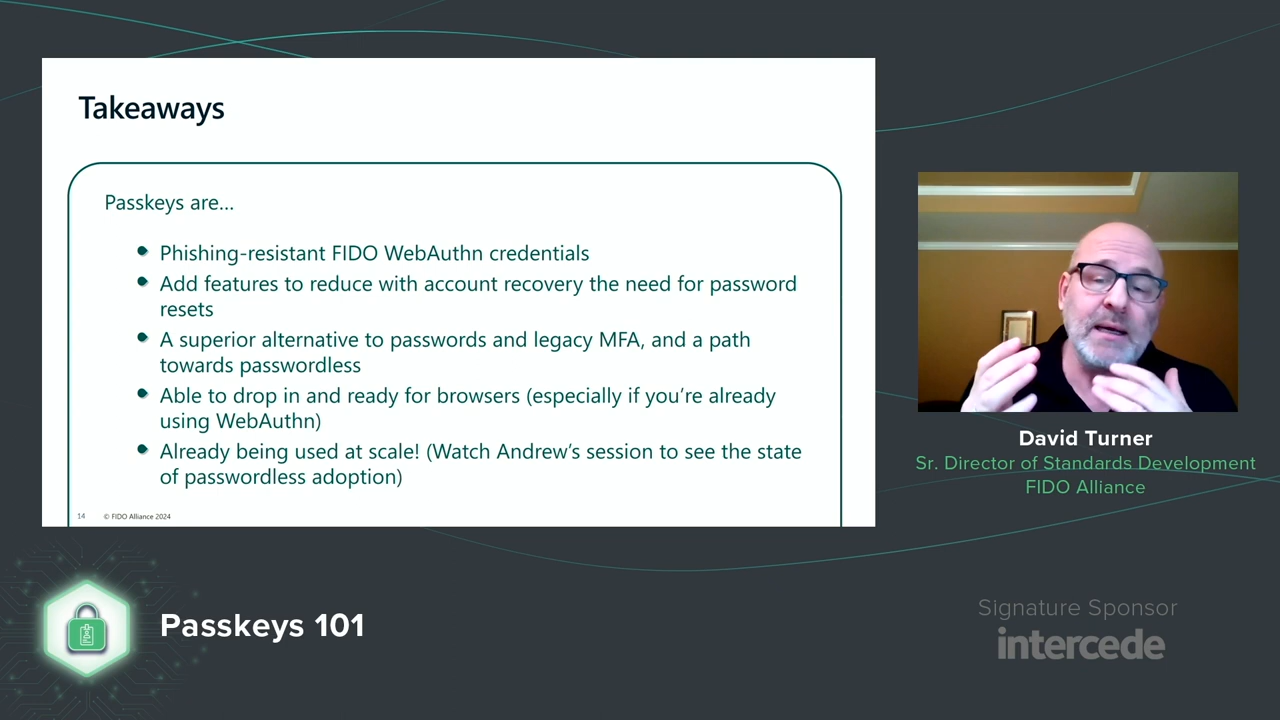 Takeaways
Passkeys are...
Phishing-resistant FIDO WebAuthn credentials
Add features to reduce with account recovery the need for password
resets
A superior alternative to passwords and legacy MFA, and a path
towards passwordless
Able to drop in and ready for browsers (especially if you’re already
using WebAuthn)
Already being used at scale! (Watch Andrew’s session to see the state
of passwordless adoption)
14 © FIDO Alliance 2024
David Turner
Sr. Director of Standards Development
FIDO Alliance
Passkeys 101
Signature Sponsor
intercede